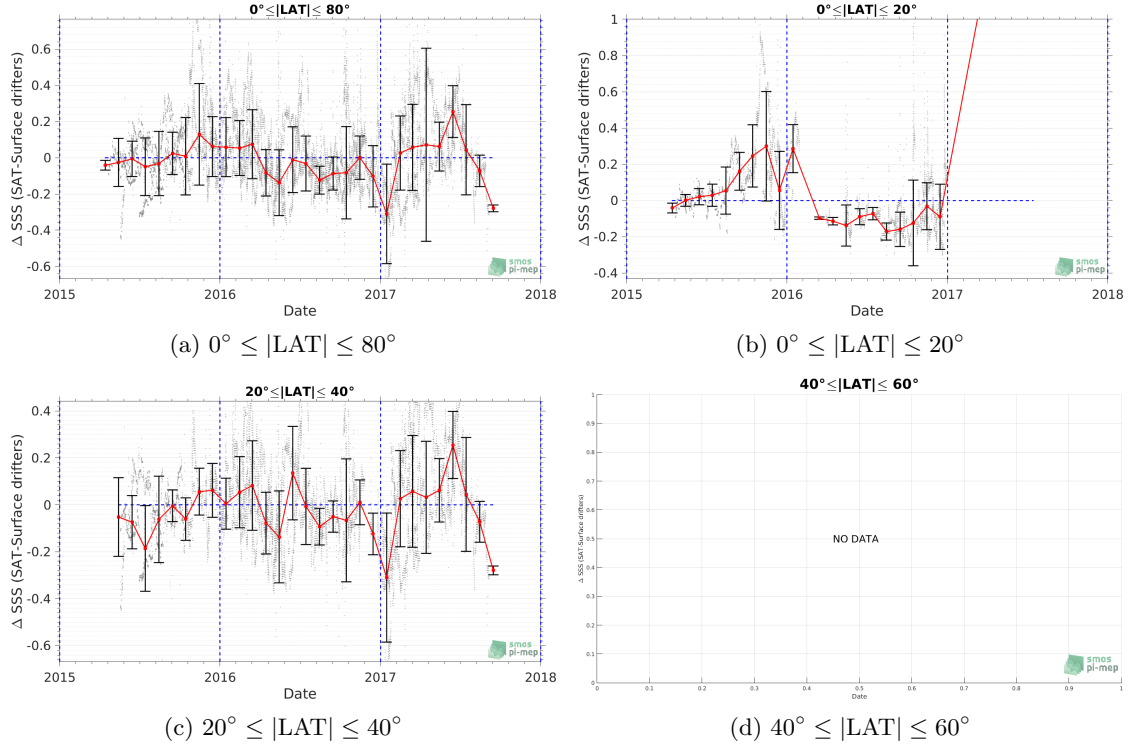 0°≤|LAT|≤ 80°
Δ SSS (SAT-Surface drifters)
0.6
0.4
0.2
0
-0.2
-0.4
-0.6
2015 2016 2017 2018
Date
smos
pi-mep
(a) 0° ≤ |LAT| ≤ 80°
0°≤|LAT|≤ 20°
Δ SSS (SAT-Surface drifters)
1
0.8
0.6
0.4
0.2
0
-0.2
-0.4
2015 2016 2017 2018
Date
smos
pi-mep
(b) 0° ≤ |LAT| ≤ 20°
20°≤|LAT|≤ 40°
Δ SSS (SAT-Surface drifters)
0.4
0.2
0
-0.2
-0.4
-0.6
2015 2016 2017 2018
Date
smos
pi-mep
(c) 20° ≤ |LAT| ≤ 40°
40°≤|LAT|≤ 60°
Δ SSS (SAT-Surface drifters)
1
0.9
0.8
0.7
0.6
0.5
0.4
0.3
0.2
0.1
0
NO DATA
0 0.1 0.2 0.3 0.4 0.5 0.6 0.7 0.8 0.9 1
Date
smos
pi-mep
(d) 40° ≤ |LAT| ≤ 60°